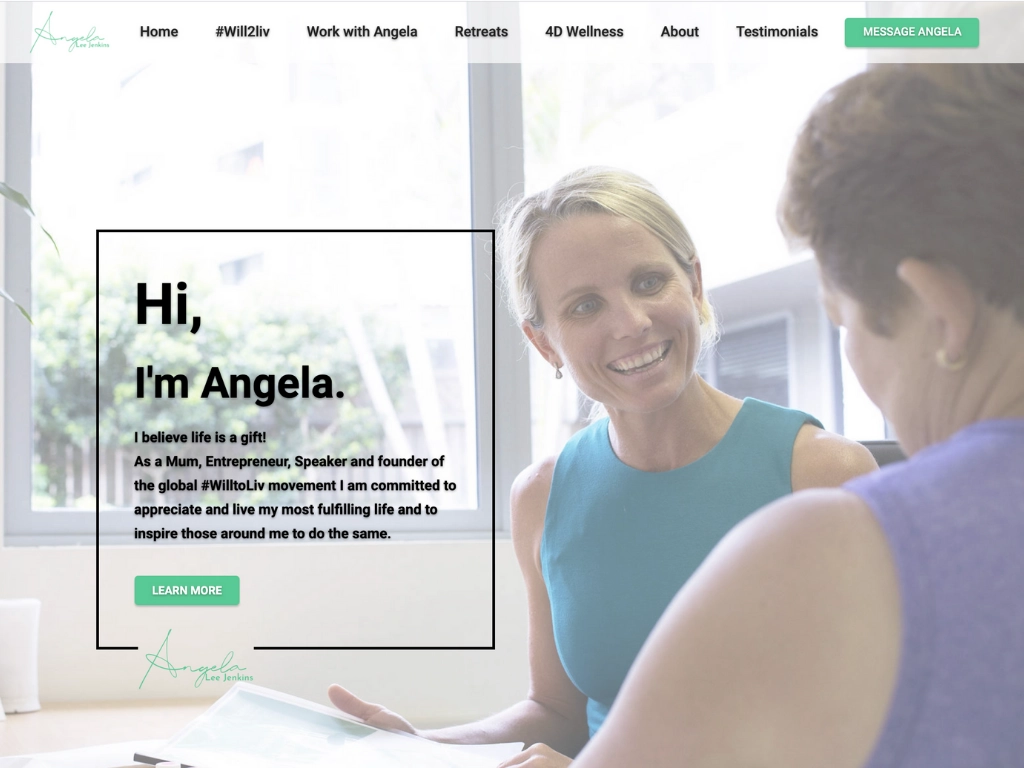 Angela
Lee Jenkins
Home
#Will2liv
Work with Angela
Retreats
4D Wellness
About
Testimonials
MESSAGE ANGELA
Hi,
I'm Angela.
I believe life is a gift!
As a Mum, Entrepreneur, Speaker and founder of
the global #WilltoLiv movement I am committed to
appreciate and live my most fulfilling life and to
inspire those around me to do the same.
LEARN MORE
Angela
Lee Jenkins